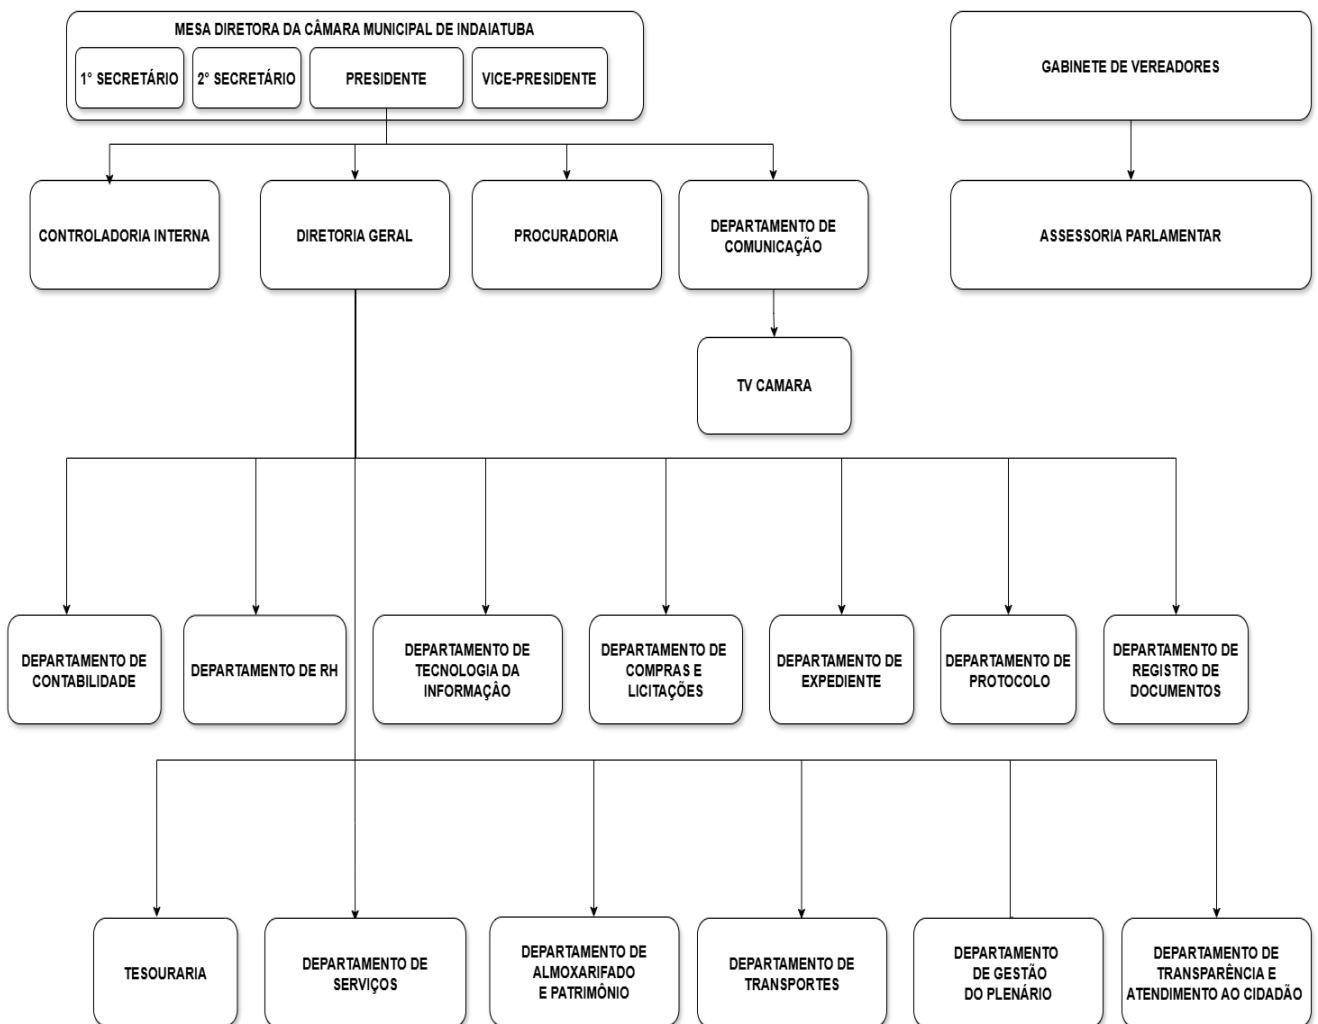 MESA DIRETORA DA CÂMARA MUNICIPAL DE INDAIATUBA
1° SECRETÁRIO
2° SECRETÁRIO
PRESIDENTE
VICE-PRESIDENTE
GABINETE DE VEREADORES
CONTROLADORIA INTERNA
DIRETORIA GERAL
PROCURADORIA
DEPARTAMENTO DE
COMUNICAÇÃO
ASSESSORIA PARLAMENTAR
TV CAMARA
DEPARTAMENTO DE
CONTABILIDADE
DEPARTAMENTO DE RH
DEPARTAMENTO DE
TECNOLOGIA DA
INFORMAÇÂO
DEPARTAMENTO DE
COMPRAS E
LICITAÇÕES
DEPARTAMENTO DE
EXPEDIENTE
DEPARTAMENTO DE
PROTOCOLO
DEPARTAMENTO DE
REGISTRO DE
DOCUMENTOS
TESOURARIA
DEPARTAMENTO DE
SERVIÇOS
DEPARTAMENTO DE
ALMOXARIFADO
E PATRIMÔNIO
DEPARTAMENTO DE
TRANSPORTES
DEPARTAMENTO
DE GESTÃO
DO PLENÁRIO
DEPARTAMENTO DE
TRANSPARÊNCIA E
ATENDIMENTO AO CIDADÃO